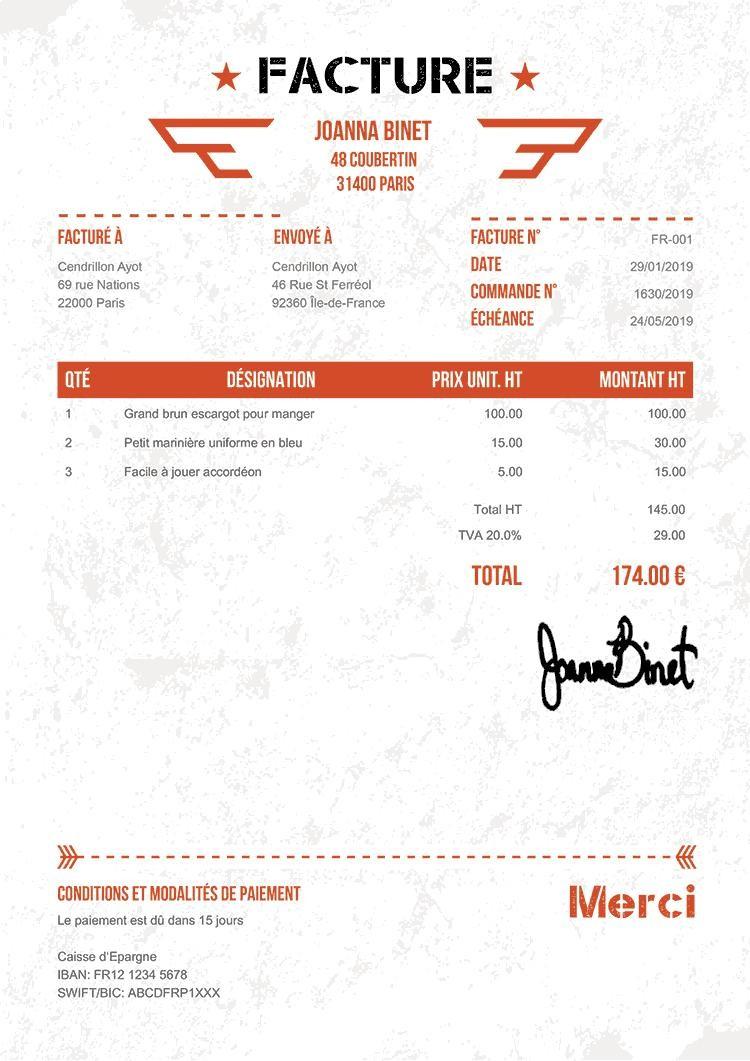 FACTURE
JOANNA BINET
48 COUBERTIN
31400 PARIS
FACTURÉ À
Cendrillon Ayot
69 rue Nations
22000 Paris
ENVOYÉ À
Cendrillon Ayot
46 Rue St Ferréol
92360 Île-de-France
FACTURE N° FR-001
DATE 29/01/2019
COMMANDE N° 1630/2019
ÉCHÉANCE 24/05/2019
QTÉ DÉSIGNATION PRIX UNIT. HT MONTANT HT
1 Grand brun escargot pour manger 100.00 100.00
2 Petit marinière uniforme en bleu 15.00 30.00
3 Facile à jouer accordéon 5.00 15.00
Total HT 145.00
TVA 20.0% 29.00
TOTAL 174.00 €
Joanna Binet
CONDITIONS ET MODALITÉS DE PAIEMENT
Le paiement est dû dans 15 jours
Merci
Caisse d'Epargne
IBAN: FR12 1234 5678
SWIFT/BIC: ABCDFRP1XXX